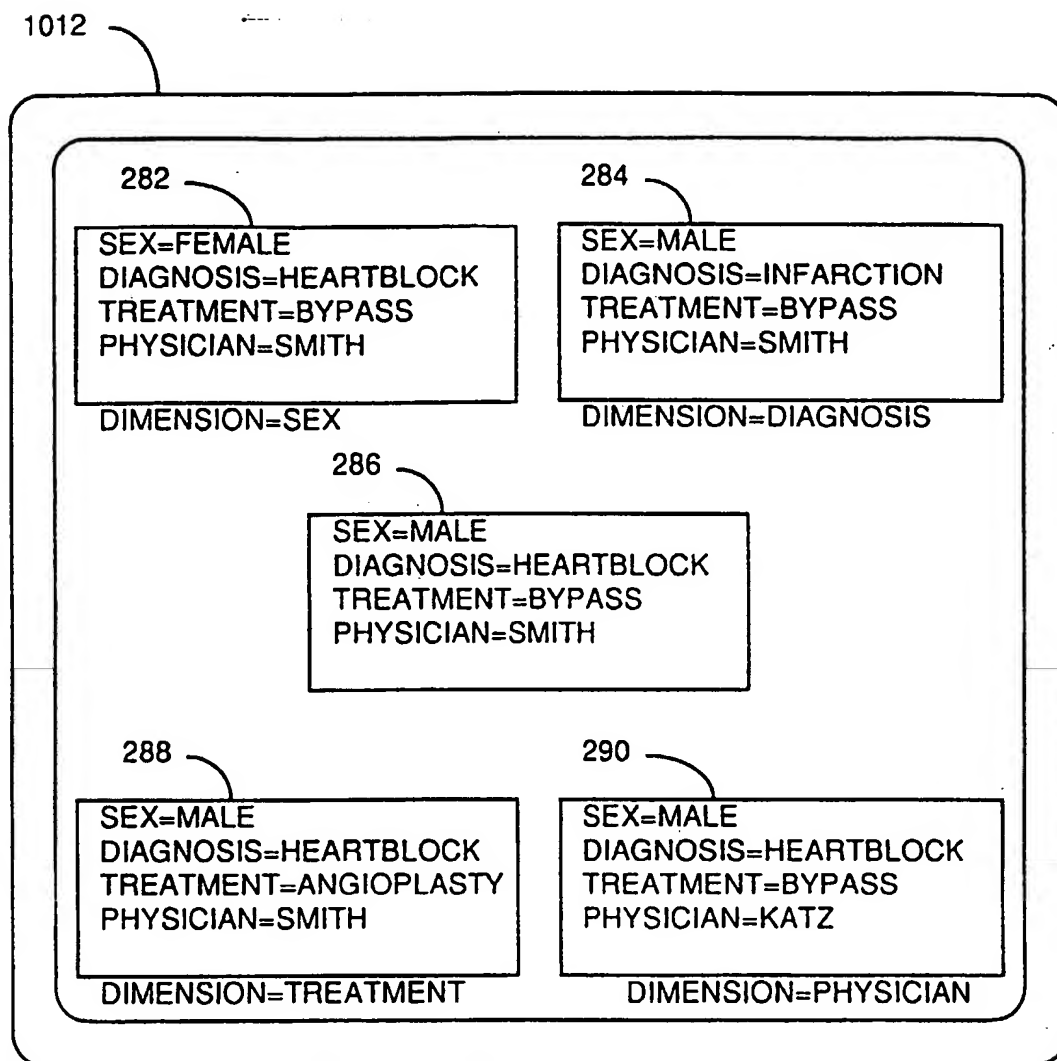 1012
282
SEX=FEMALE
DIAGNOSIS=HEARTBLOCK
TREATMENT=BYPASS
PHYSICIAN=SMITH
DIMENSION=SEX
284
SEX=MALE
DIAGNOSIS=INFARCTION
TREATMENT=BYPASS
PHYSICIAN=SMITH
DIMENSION=DIAGNOSIS
286
SEX=MALE
DIAGNOSIS=HEARTBLOCK
TREATMENT=BYPASS
PHYSICIAN=SMITH
288
SEX=MALE
DIAGNOSIS=HEARTBLOCK
TREATMENT=ANGIOPLASTY
PHYSICIAN=SMITH
DIMENSION=TREATMENT
290
SEX=MALE
DIAGNOSIS=HEARTBLOCK
TREATMENT=BYPASS
PHYSICIAN=KATZ
DIMENSION=PHYSICIAN